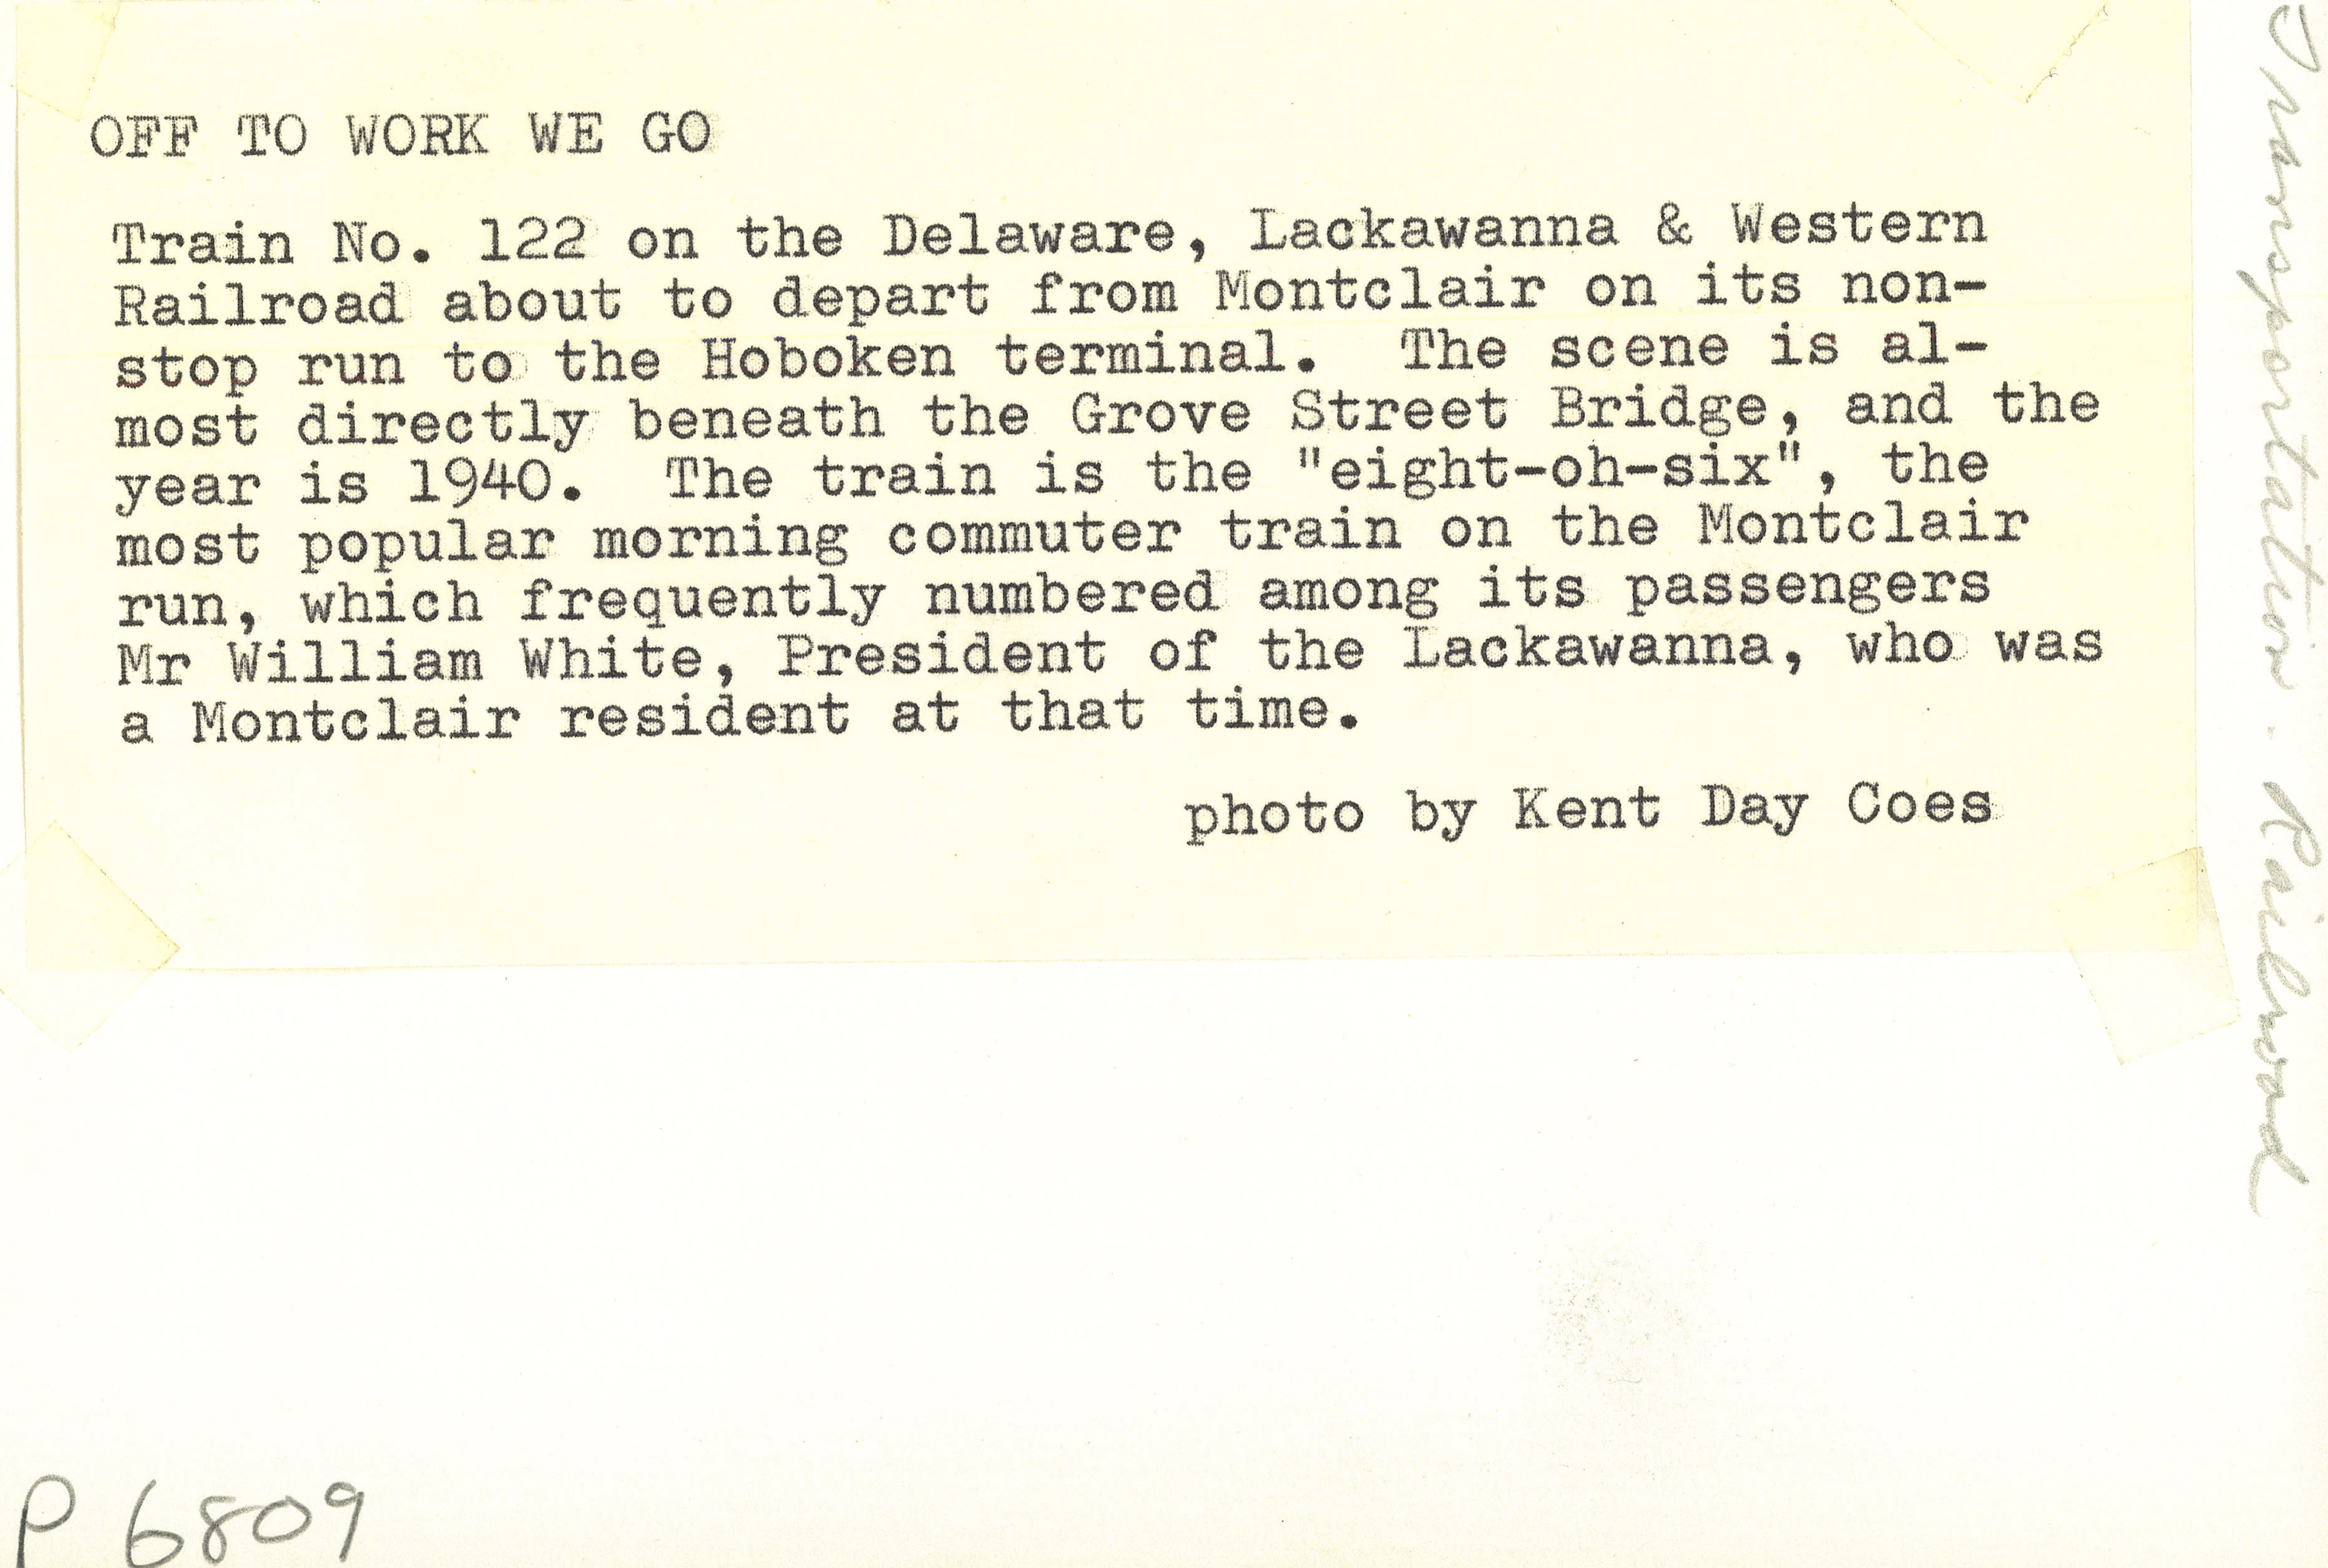 OFF TO WORK WE GO
Train No. 122 on the Delaware, Lackawanna & Western
Railroad about to depart from Montclair on its non-
stop run to the Hoboken terminal.  The scene is al-
most directly beneath the Grove Street Bridge, and the
year is 1940.  The train is the "eight-oh-six", the
most popular morning commuter train on the Montclair
run, which frequently numbered among its passengers
Mr William White, President of the Lackawanna, who was
a Montclair resident at that time.
photo by Kent Day Coes
Transportation - Railroad
P 6809